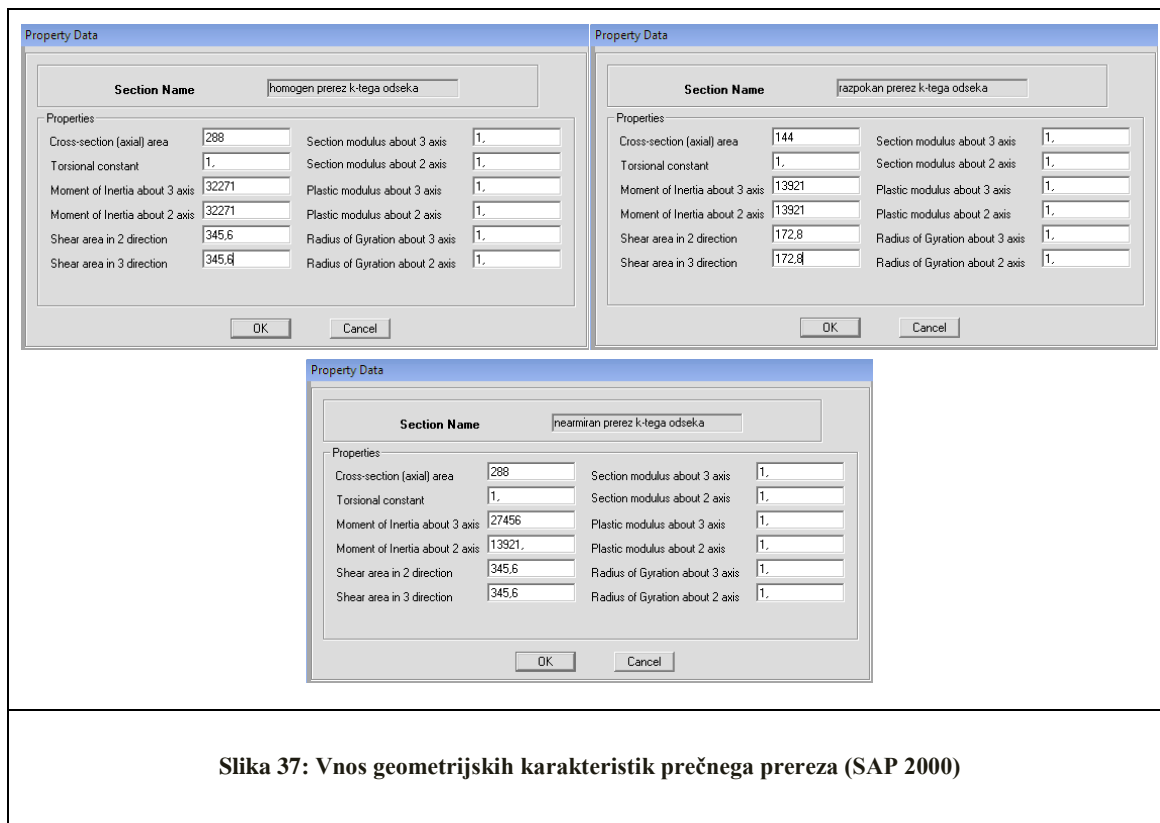 Property Data
Section Name homogen prerez k-tega odseka
Properties
Cross-section (axial) area 288 Section modulus about 3 axis 1,
Torsional constant 1, Section modulus about 2 axis 1,
Moment of Inertia about 3 axis 32271 Plastic modulus about 3 axis 1,
Moment of Inertia about 2 axis 32271 Plastic modulus about 2 axis 1,
Shear area in 2 direction 345,6 Radius of Gyration about 3 axis 1,
Shear area in 3 direction 345,6 Radius of Gyration about 2 axis 1,
OK Cancel
Property Data
Section Name razpokan prerez k-tega odseka
Properties
Cross-section (axial) area 144 Section modulus about 3 axis 1,
Torsional constant 1, Section modulus about 2 axis 1,
Moment of Inertia about 3 axis 13921 Plastic modulus about 3 axis 1,
Moment of Inertia about 2 axis 13921 Plastic modulus about 2 axis 1,
Shear area in 2 direction 172,8 Radius of Gyration about 3 axis 1,
Shear area in 3 direction 172,8 Radius of Gyration about 2 axis 1,
OK Cancel
Property Data
Section Name nearmiran prerez k-tega odseka
Properties
Cross-section (axial) area 288 Section modulus about 3 axis 1,
Torsional constant 1, Section modulus about 2 axis 1,
Moment of Inertia about 3 axis 27456 Plastic modulus about 3 axis 1,
Moment of Inertia about 2 axis 13921, Plastic modulus about 2 axis 1,
Shear area in 2 direction 345,6 Radius of Gyration about 3 axis 1,
Shear area in 3 direction 345,6 Radius of Gyration about 2 axis 1,
OK Cancel
Slika 37: Vnos geometrijskih karakteristik prečnega prereza (SAP 2000)